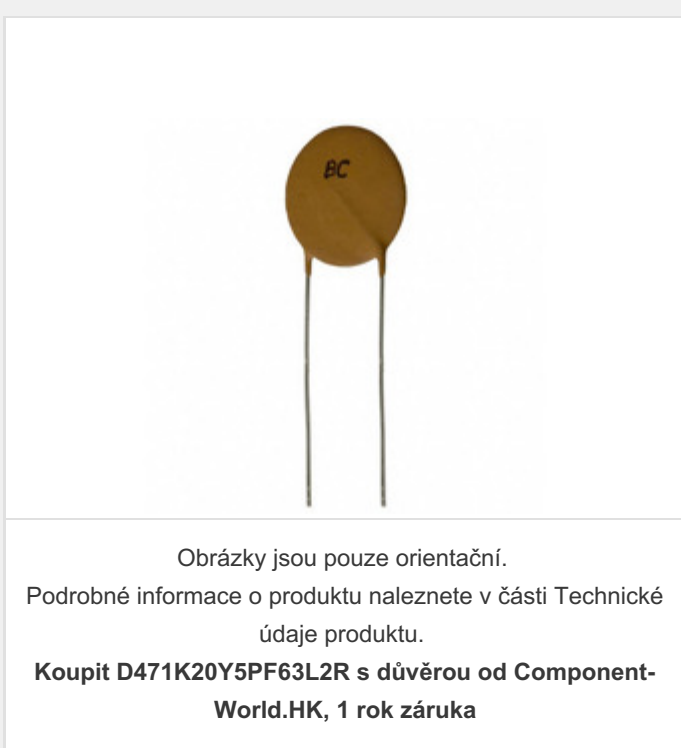 BC
Obrázky jsou pouze orientační.
Podrobné informace o produktu naleznete v části Technické
údaje produktu.
Koupit D471K20Y5PF63L2R s důvěrou od Component-
World.HK, 1 rok záruka